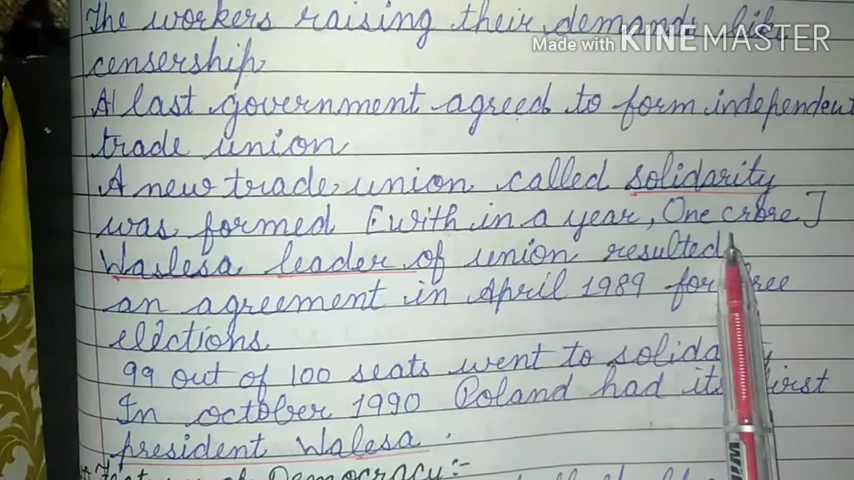 The workers raising their demands like
Made with KINEMASTER
censership
At last government agreed to form independent
trade union
A new trade union called solidarity
was formed [with in a year, One crore]
Waslesa leader of union resulted
an agreement in April 1989 for free
elections
99 out of 100 seats went to solidarity
In october 1990 Poland had its first
president Walesa.
Democracy:-